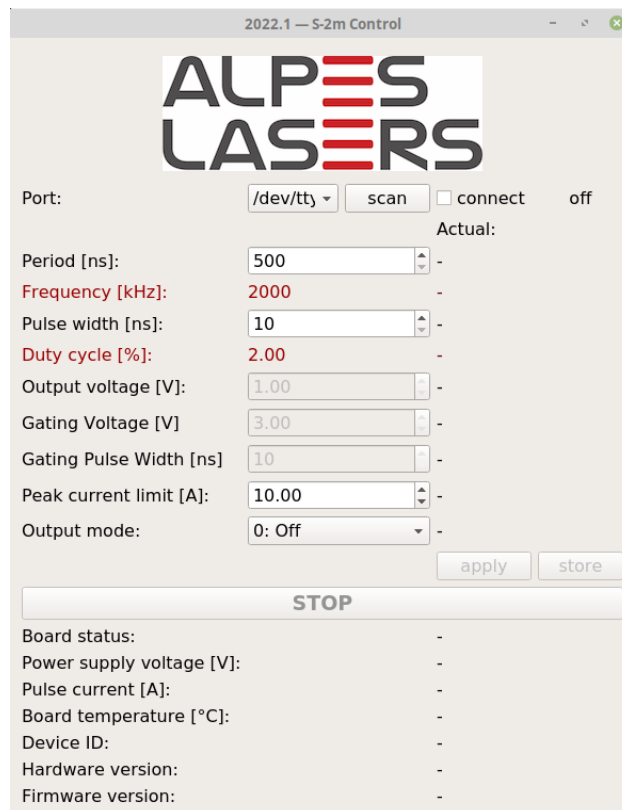 2022.1 — S-2m Control
ALPES
LASERS
Port: /dev/tty scan connect off
Actual:
Period [ns]: 500 -
Frequency [kHz]: 2000 -
Pulse width [ns]: 10 -
Duty cycle [%]: 2.00 -
Output voltage [V]: 1.00 -
Gating Voltage [V] 3.00 -
Gating Pulse Width [ns] 10 -
Peak current limit [A]: 10.00 -
Output mode: 0: Off -
apply store
STOP
Board status: -
Power supply voltage [V]: -
Pulse current [A]: -
Board temperature [°C]: -
Device ID: -
Hardware version: -
Firmware version: -